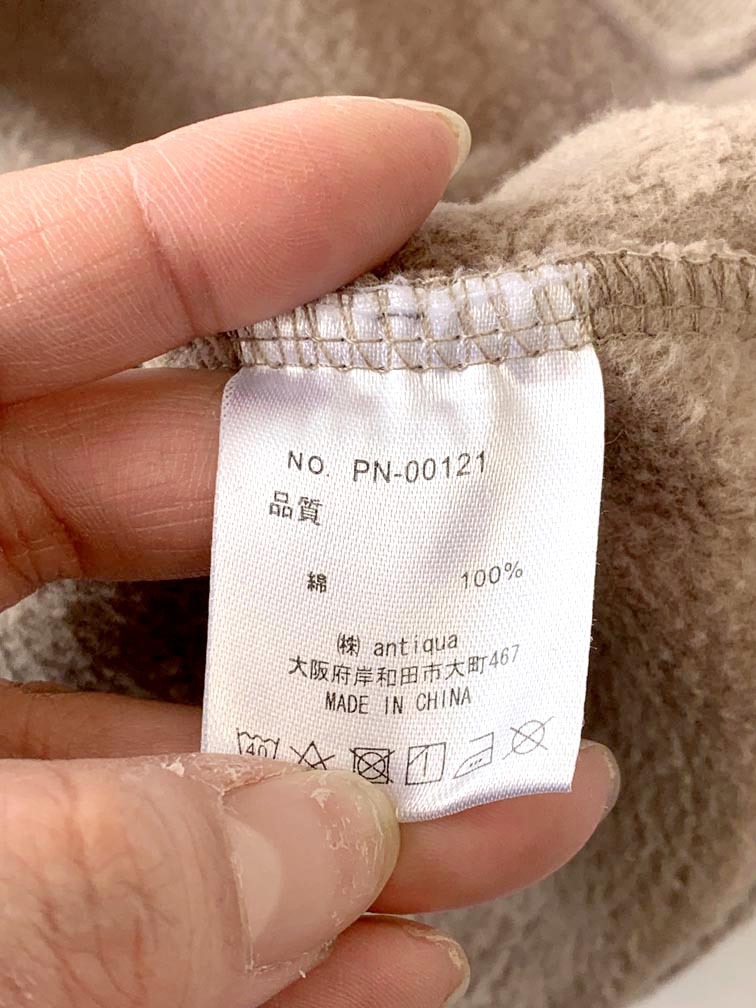 NO. PN-00121
品質
綿 100%
㈱ antiqua
大阪府岸和田市大町467
MADE IN CHINA
40